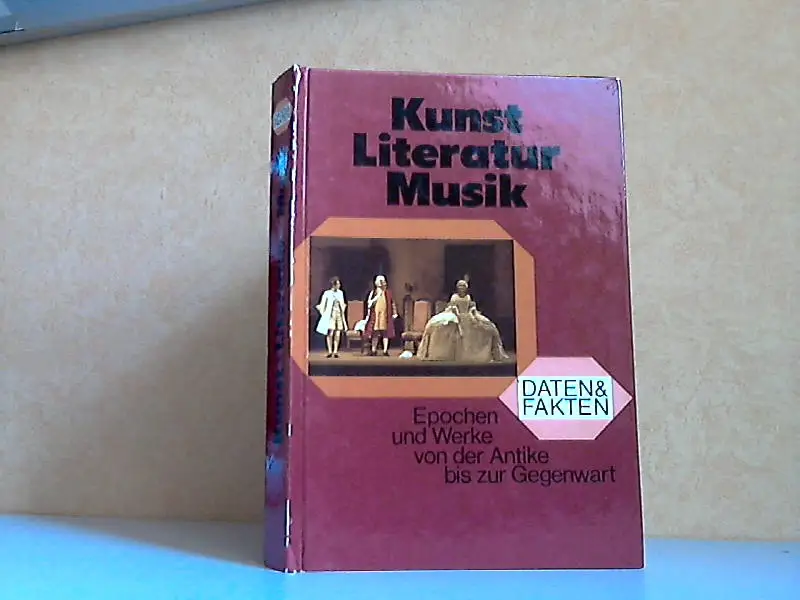 Kunst
Literatur
Musik
DATEN&
FAKTEN
Epochen
und Werke
von der Antike
bis zur Gegenwart